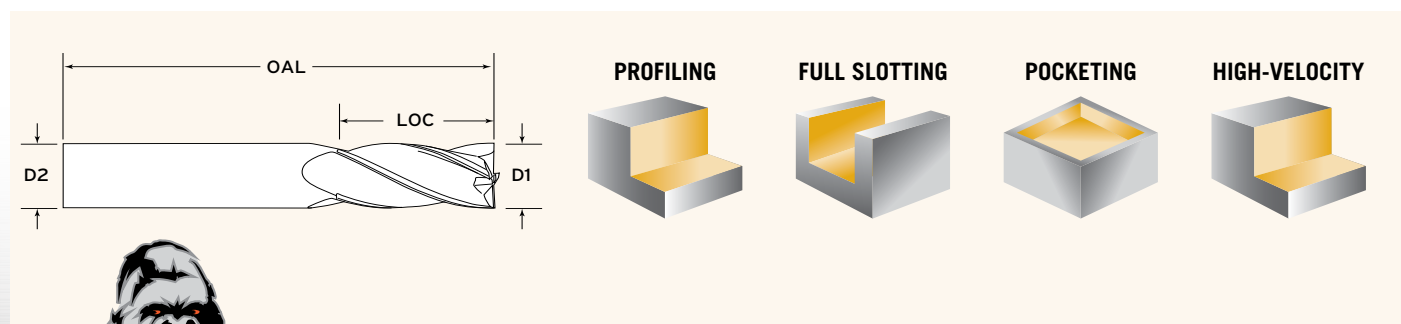 OAL
LOC
D2
D1
PROFILING
FULL SLOTTING
POCKETING
HIGH-VELOCITY